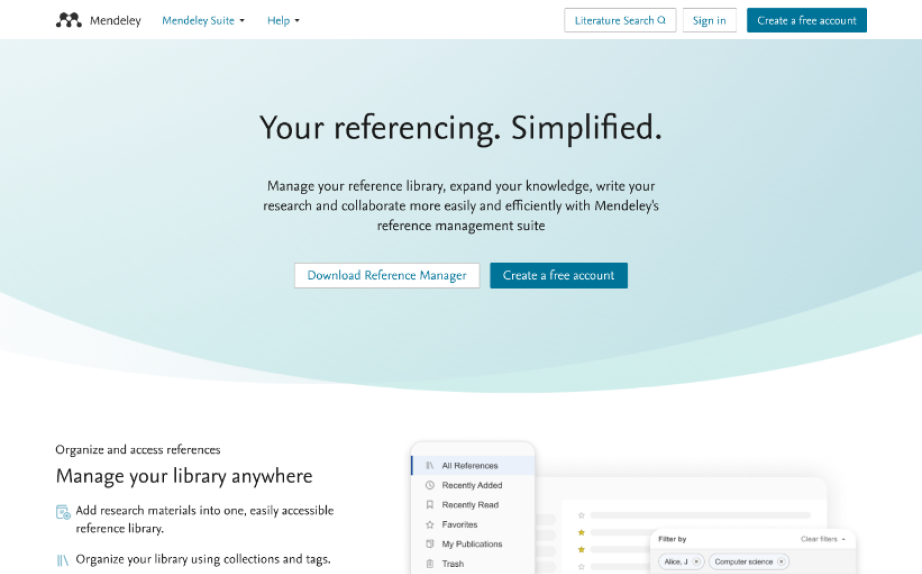 Mendeley Mendeley Suite Help Literature Search Sign in Create a free account
Your referencing. Simplified.
Manage your reference library, expand your knowledge, write your
research and collaborate more easily and efficiently with Mendeley's
reference management suite
Download Reference Manager Create a free account
Organize and access references
Manage your library anywhere
Add research materials into one, easily accessible
reference library.
Organize your library using collections and tags.
All References
Recently Added
Recently Read
Favorites
My Publications
Trash
Filter by Clear filters
Alice, J Computer science